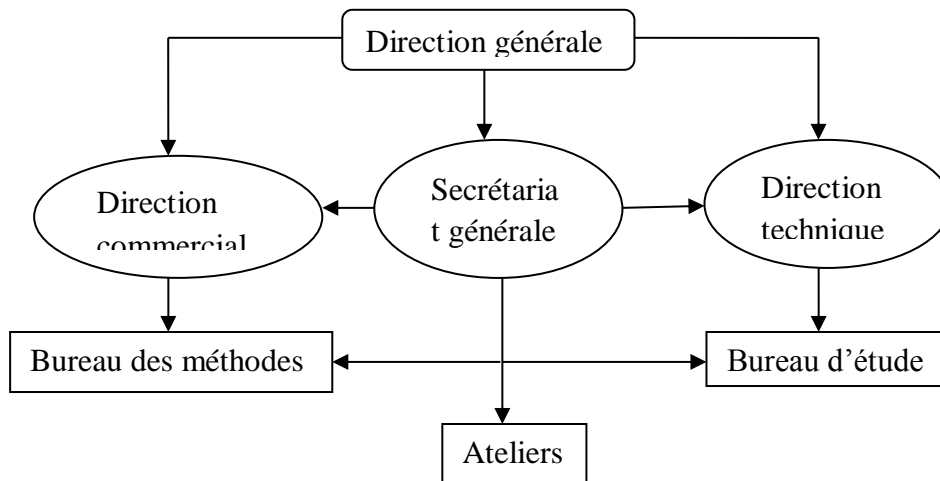 Direction générale
Direction
commercial
Secrétaria
t générale
Direction
technique
Bureau des méthodes
Bureau d'étude
Ateliers